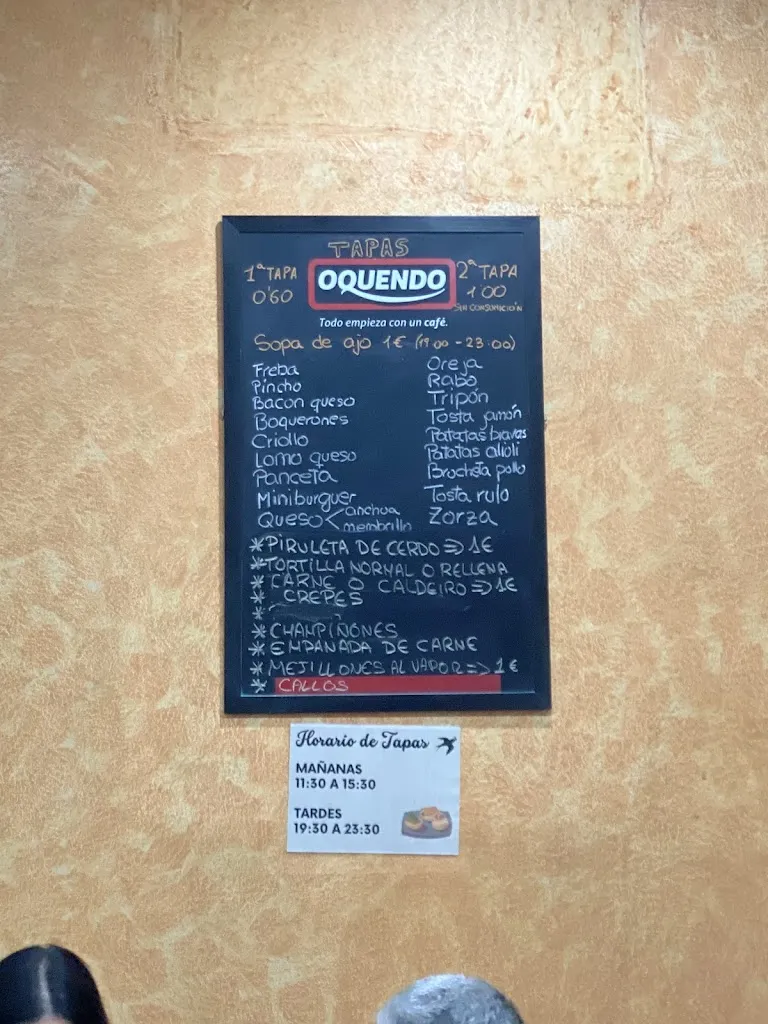 TAPAS
1ª TAPA
0'60
OQUENDO
2ª TAPA
1'00
SIN CONSUMICIÓN
Todo empieza con un café.
Sopa de ajo 1€ (19:00 - 23:00)
Freba
Pincho
Bacon queso
Boquerones
Criollo
Lomo queso
Panceta
Miniburguer
Queso < anchoa
membrillo
Oreja
Rabo
Tripón
Tosta jamón
Patatas bravas
Patatas alioli
Brocheta pollo
Tosta rulo
Zorza
* PIRULETA DE CERDO => 1€
* TORTILLA NORMAL O RELLENA
* CARNE O CALDEIRO => 1€
* CREPES
*
* CHAMPIÑONES
* EMPANADA DE CARNE
* MEJILLONES AL VAPOR => 1€
* CALLOS
Horario de Tapas
MAÑANAS
11:30 A 15:30
TARDES
19:30 A 23:30